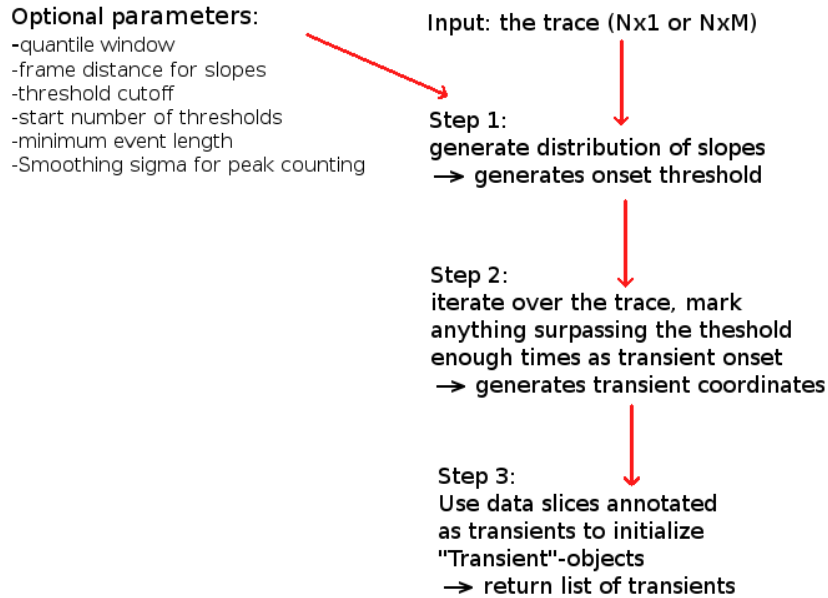 Optional parameters:
-quantile window
-frame distance for slopes
-threshold cutoff
-start number of thresholds
-minimum event length
-Smoothing sigma for peak counting
Input: the trace (Nx1 or NxM)
Step 1:
generate distribution of slopes
→ generates onset threshold
Step 2:
iterate over the trace, mark
anything surpassing the theshold
enough times as transient onset
→ generates transient coordinates
Step 3:
Use data slices annotated
as transients to initialize
"Transient"-objects
→ return list of transients